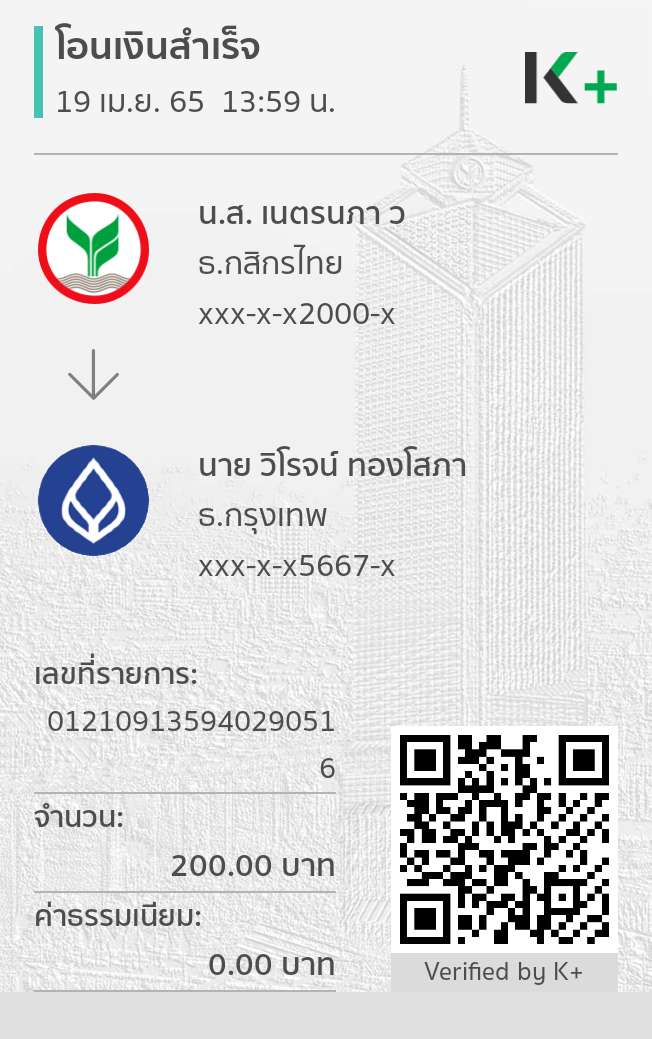 โอนเงินสำเร็จ
19 เม.ย. 65  13:59 น.
K+
น.ส. เนตรนภา ว
ธ.กสิกรไทย
xxx-x-x2000-x
นาย วิโรจน์ ทองโสภา
ธ.กรุงเทพ
xxx-x-x5667-x
เลขที่รายการ:
01210913594029051
6
จำนวน:
200.00 บาท
ค่าธรรมเนียม:
0.00 บาท
Verified by K+